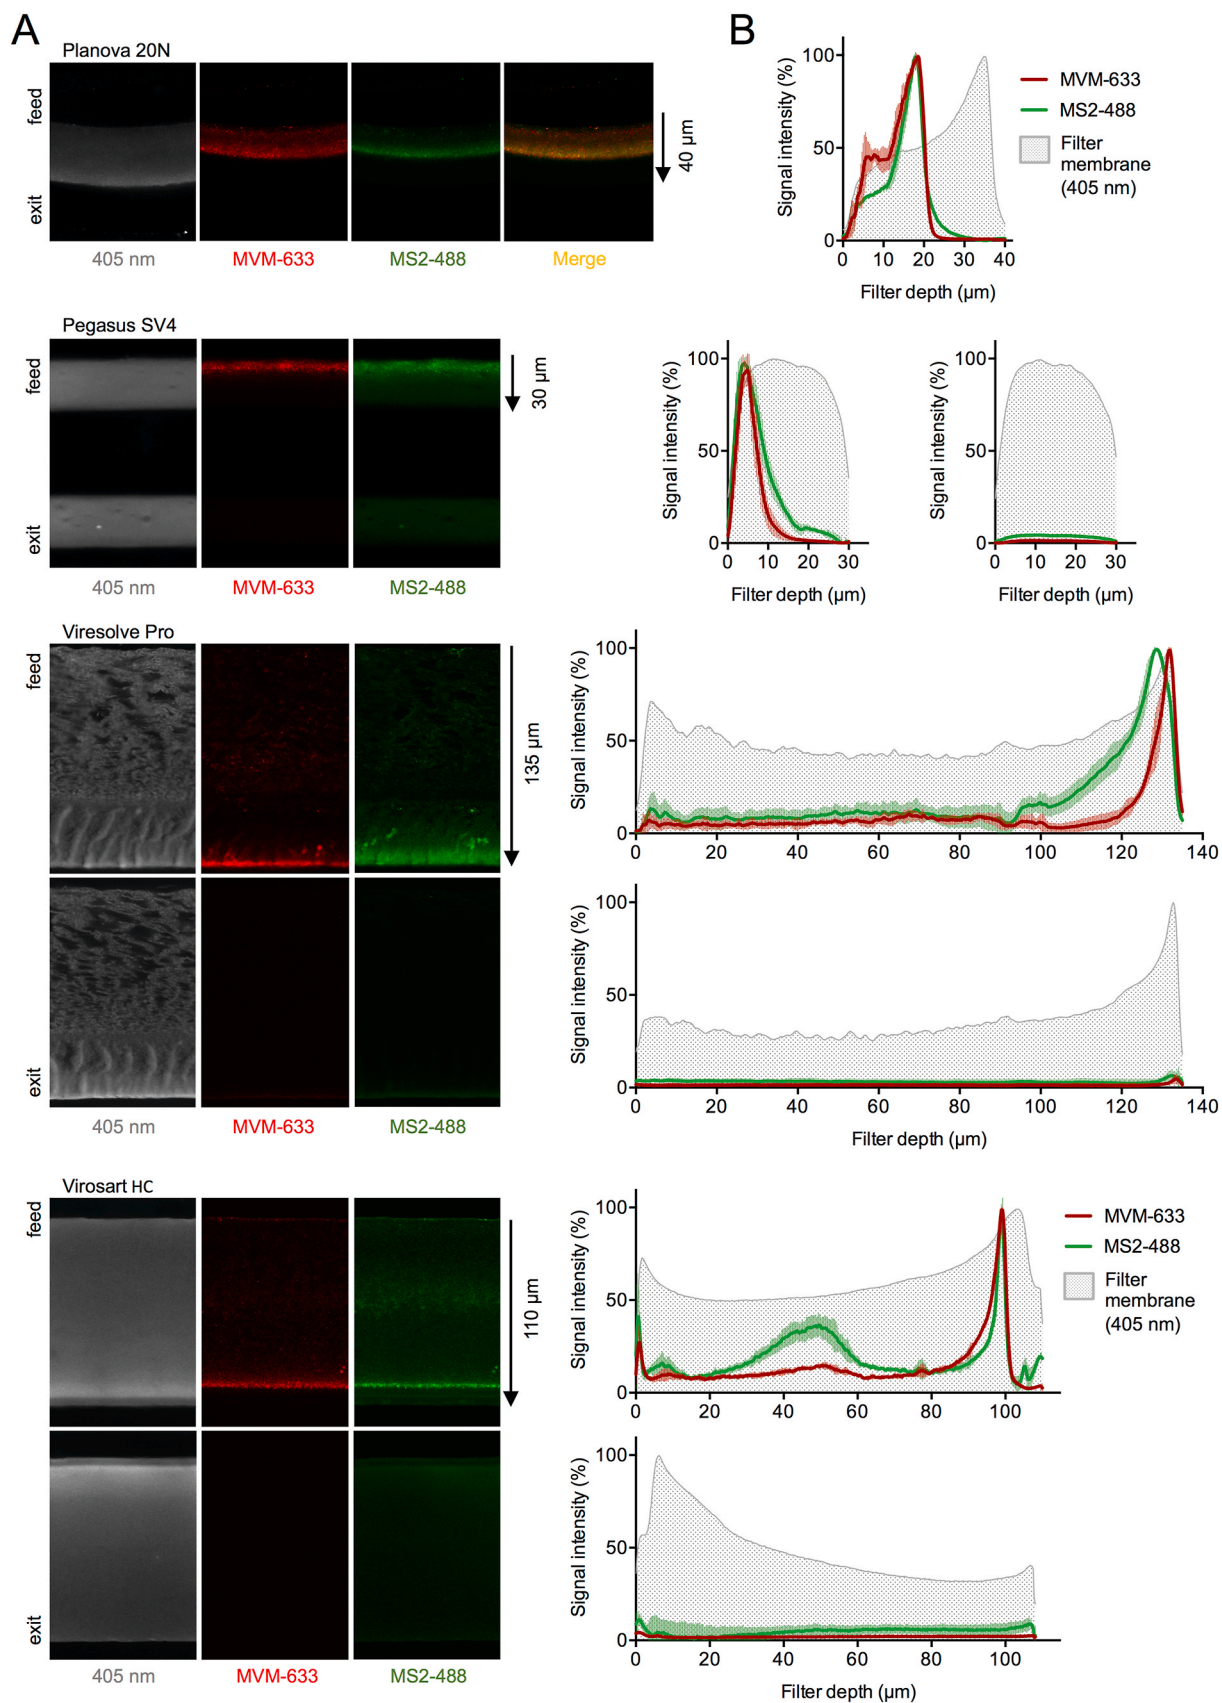 A
Planova 20N
feed
exit
405 nm
MVM-633
MS2-488
Merge
40 µm
B
Signal intensity (%)
100
50
0
0 10 20 30 40
Filter depth (µm)
MVM-633
MS2-488
Filter
membrane
(405 nm)
Pegasus SV4
feed
exit
405 nm
MVM-633
MS2-488
30 µm
Signal intensity (%)
100
50
0
0 10 20 30
Filter depth (µm)
Signal intensity (%)
100
50
0
0 10 20 30
Filter depth (µm)
Viresolve Pro
feed
exit
405 nm
MVM-633
MS2-488
135 µm
Signal intensity (%)
100
50
0
0 20 40 60 80 100 120 140
Signal intensity (%)
100
50
0
0 20 40 60 80 100 120 140
Filter depth (µm)
Virosart HC
feed
exit
405 nm
MVM-633
MS2-488
110 µm
Signal intensity (%)
100
50
0
0 20 40 60 80 100
MVM-633
MS2-488
Filter
membrane
(405 nm)
Signal intensity (%)
100
50
0
0 20 40 60 80 100
Filter depth (µm)